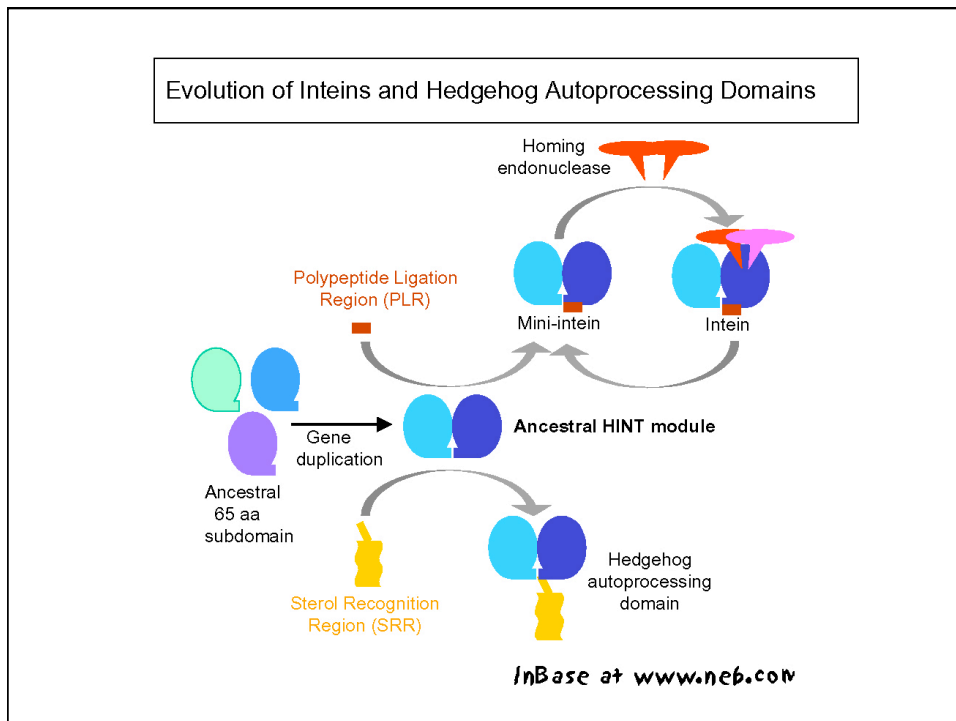 Evolution of Inteins and Hedgehog Autoprocessing Domains
Homing
endonuclease
Polypeptide Ligation
Region (PLR)
Mini-intein
Intein
Ancestral HINT module
Gene
duplication
Ancestral
65 aa
subdomain
Sterol Recognition
Region (SRR)
Hedgehog
autoprocessing
domain
InBase at www.neb.com